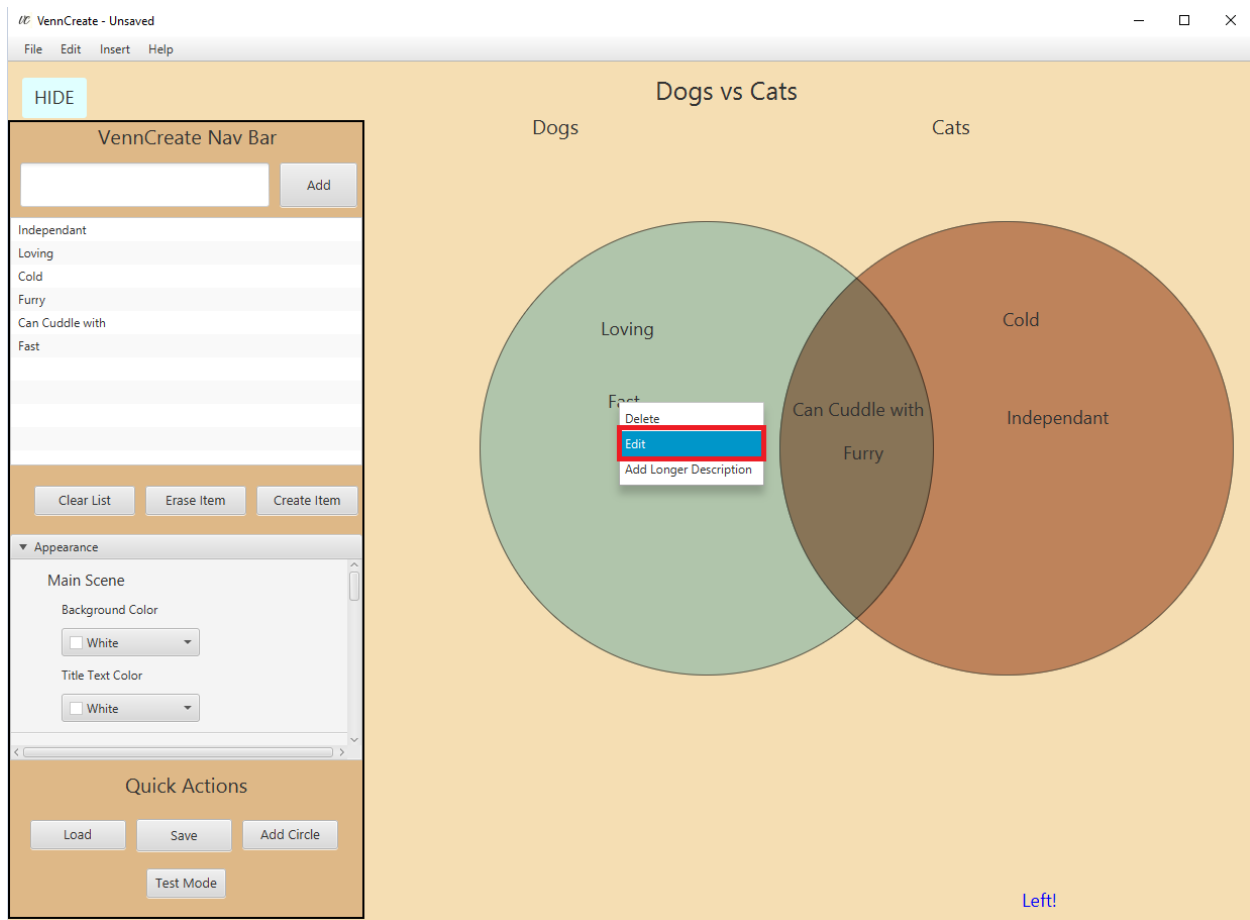 VC VennCreate - Unsaved
File Edit Insert Help
HIDE
Dogs vs Cats
Dogs Cats
VennCreate Nav Bar
Add
Independant
Loving
Cold
Furry
Can Cuddle with
Fast
Clear List Erase Item Create Item
Appearance
Main Scene
Background Color
White
Title Text Color
White
Quick Actions
Load Save Add Circle
Test Mode
Loving
Fast
Delete
Edit
Add Longer Description
Can Cuddle with
Furry
Cold
Independant
Left!